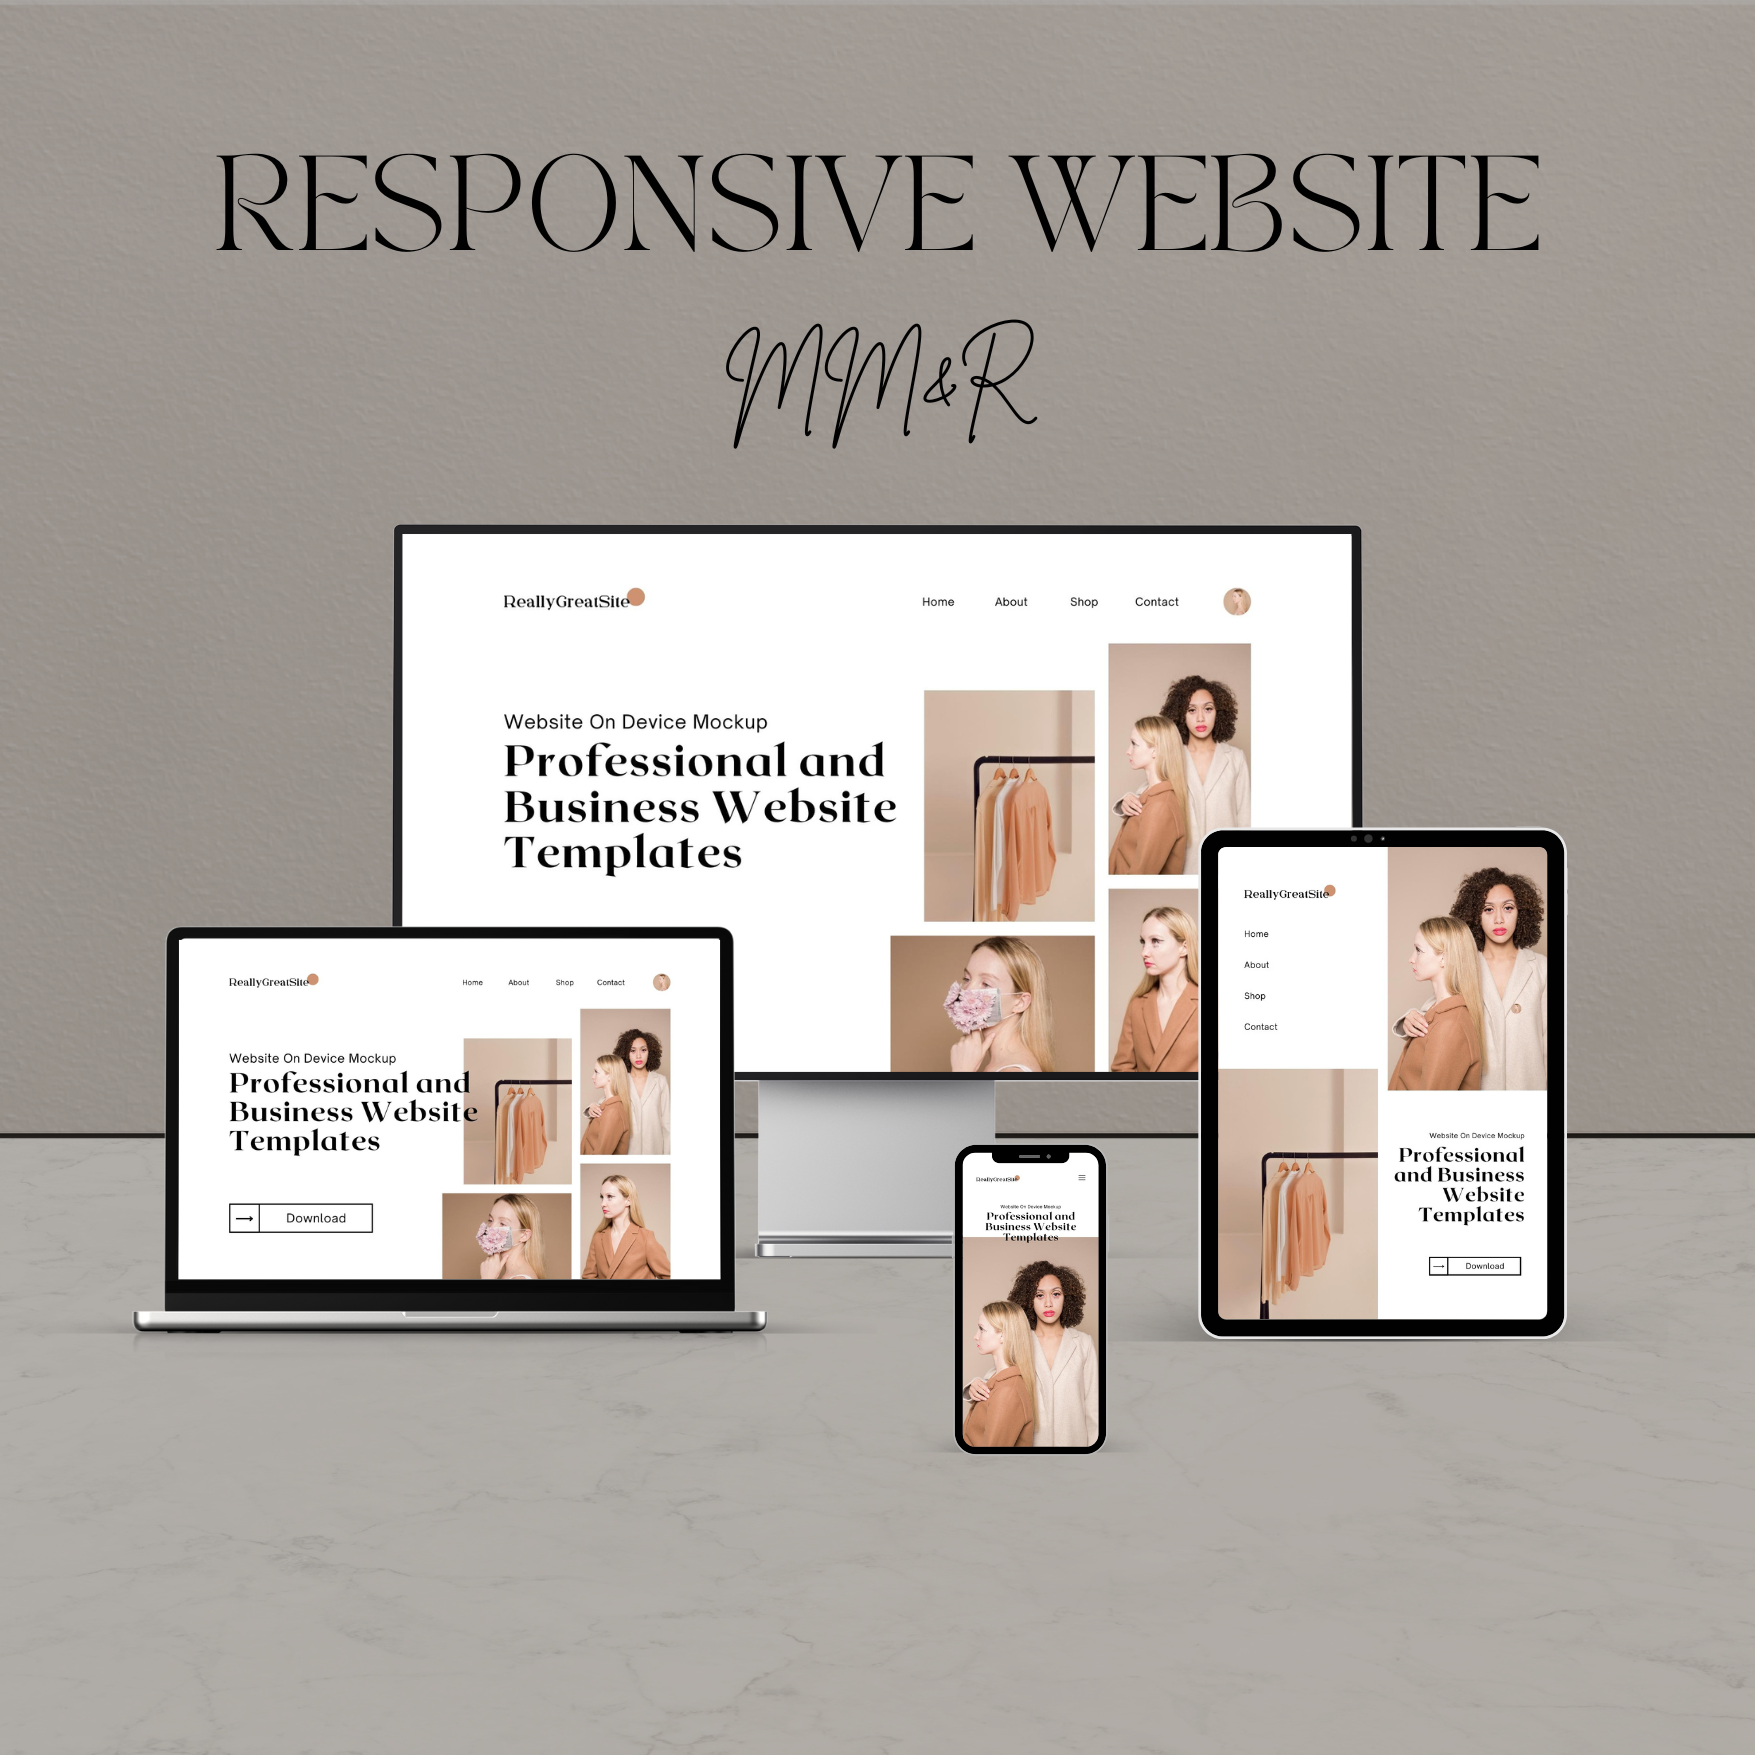 RESPONSIVE WEBSITE
MM&R
ReallyGreatSite
Home About Shop Contact
Website On Device Mockup
Professional and
Business Website
Templates
ReallyGreatSite
Home About Shop Contact
Website On Device Mockup
Professional and
Business Website
Templates
Download
ReallyGreatSite
Website On Device Mockup
Professional and
Business Website
Templates
ReallyGreatSite
Home
About
Shop
Contact
Website On Device Mockup
Professional
and Business
Website
Templates
Download